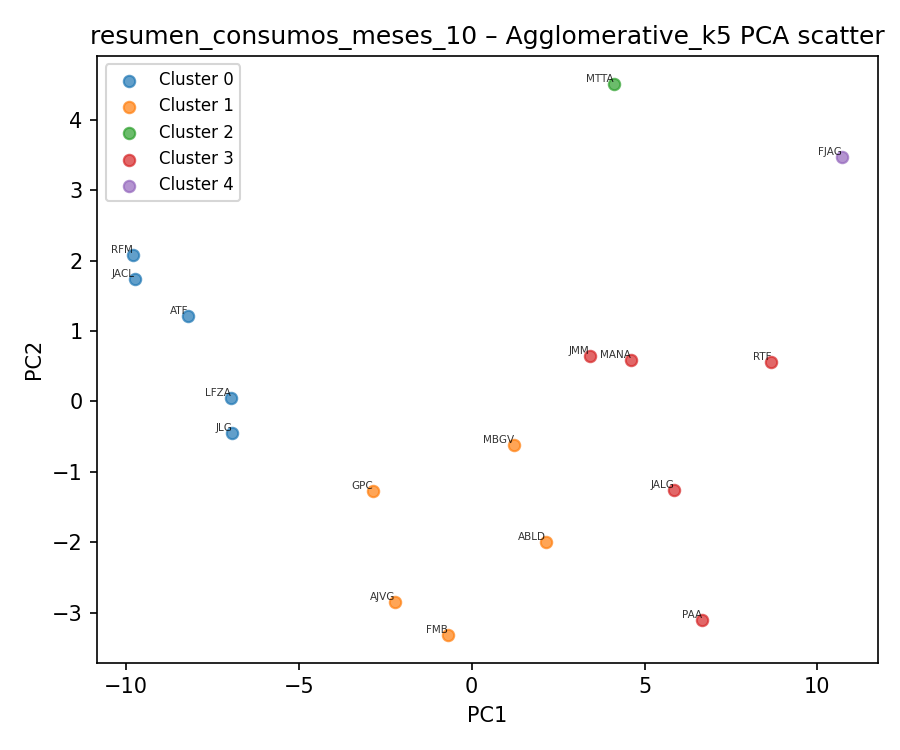 resumen_consumos_meses_10 – Agglomerative_k5 PCA scatter
Cluster 0
Cluster 1
Cluster 2
Cluster 3
Cluster 4
MTTA
FJAG
RFM
JACL
ATF
LFZA
JLG
JMM
MANA
RTF
MBGV
GPC
JALG
ABLD
AJVG
FMB
PAA
4
3
2
1
0
−1
−2
−3
PC2
−10
−5
0
5
10
PC1